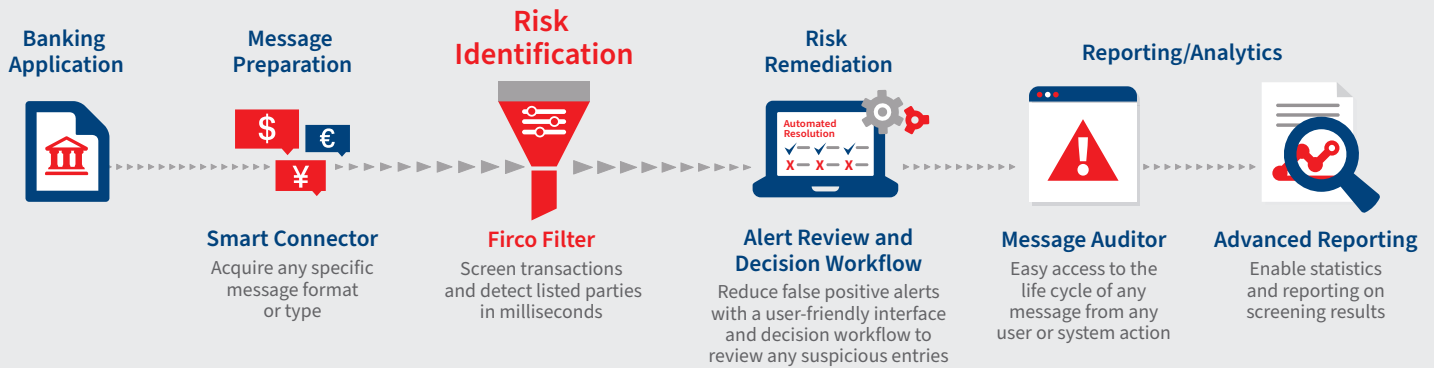 Banking
Application
Message
Preparation
Risk
Identification
Risk
Remediation
Reporting/Analytics
$
€
¥
Automated
Resolution
X X X
!
Smart Connector
Acquire any specific
message format
or type
Firco Filter
Screen transactions
and detect listed parties
in milliseconds
Alert Review and
Decision Workflow
Reduce false positive alerts
with a user-friendly interface
and decision workflow to
review any suspicious entries
Message Auditor
Easy access to the
life cycle of any
message from any
user or system action
Advanced Reporting
Enable statistics
and reporting on
screening results